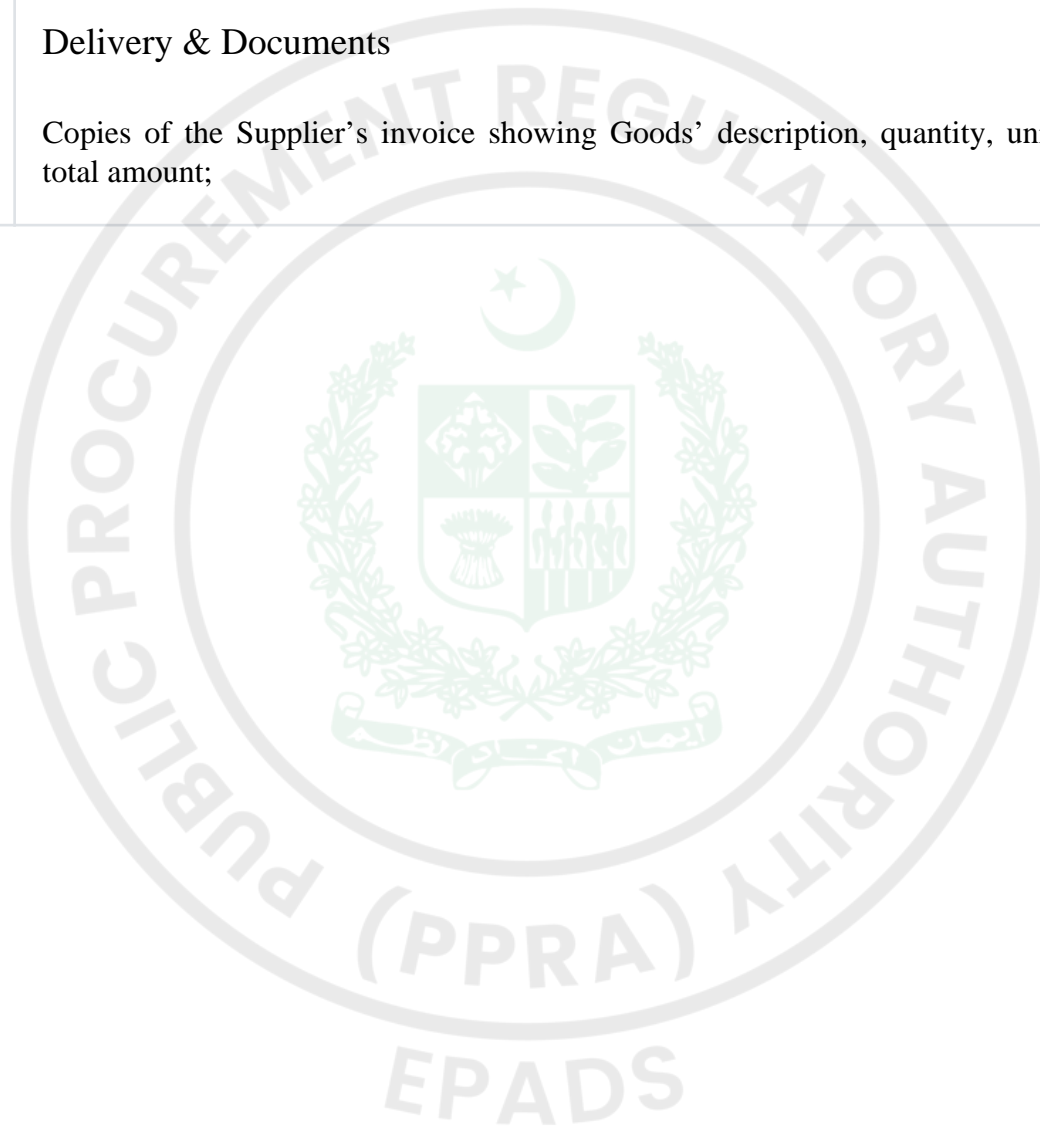 Delivery & Documents
Copies of the Supplier’s invoice showing Goods’ description, quantity,
total amount;
PUBLIC PROCUREMENT REGULATORY AUTHORITY
(PPRA)
EPADS